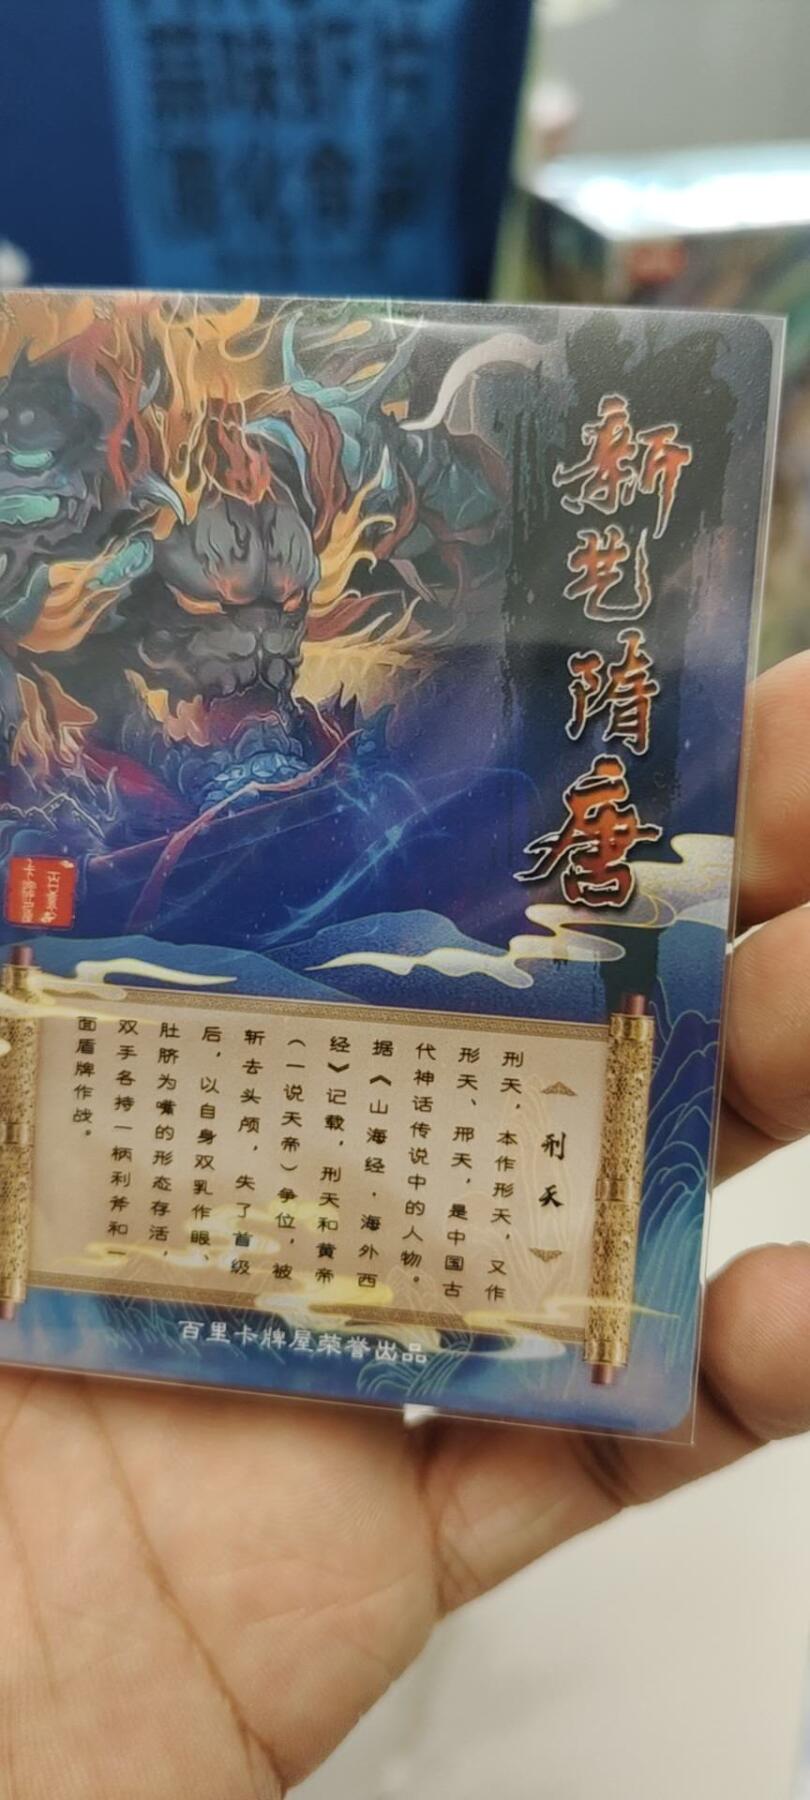 新艺隋唐
刑天
刑天，本作形天，又作
形天、邢天，是中国古
代神话传说中的人物。
据《山海经·海外西
经》记载，刑天和黄帝
（一说天帝）争位，被
斩去头颅，失了首级
后，以自身双乳作眼、
肚脐为嘴的形态存活，
双手各持一柄利斧和一
面盾牌作战。
百里卡牌屋荣誉出品